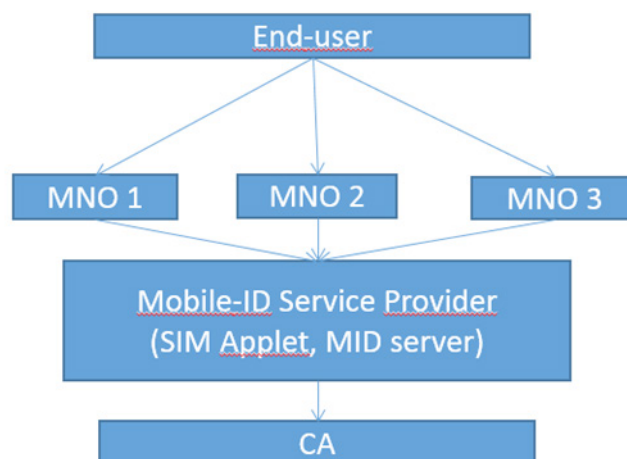 End-user
MNO 1
MNO 2
MNO 3
Mobile-ID Service Provider
(SIM Applet, MID server)
CA